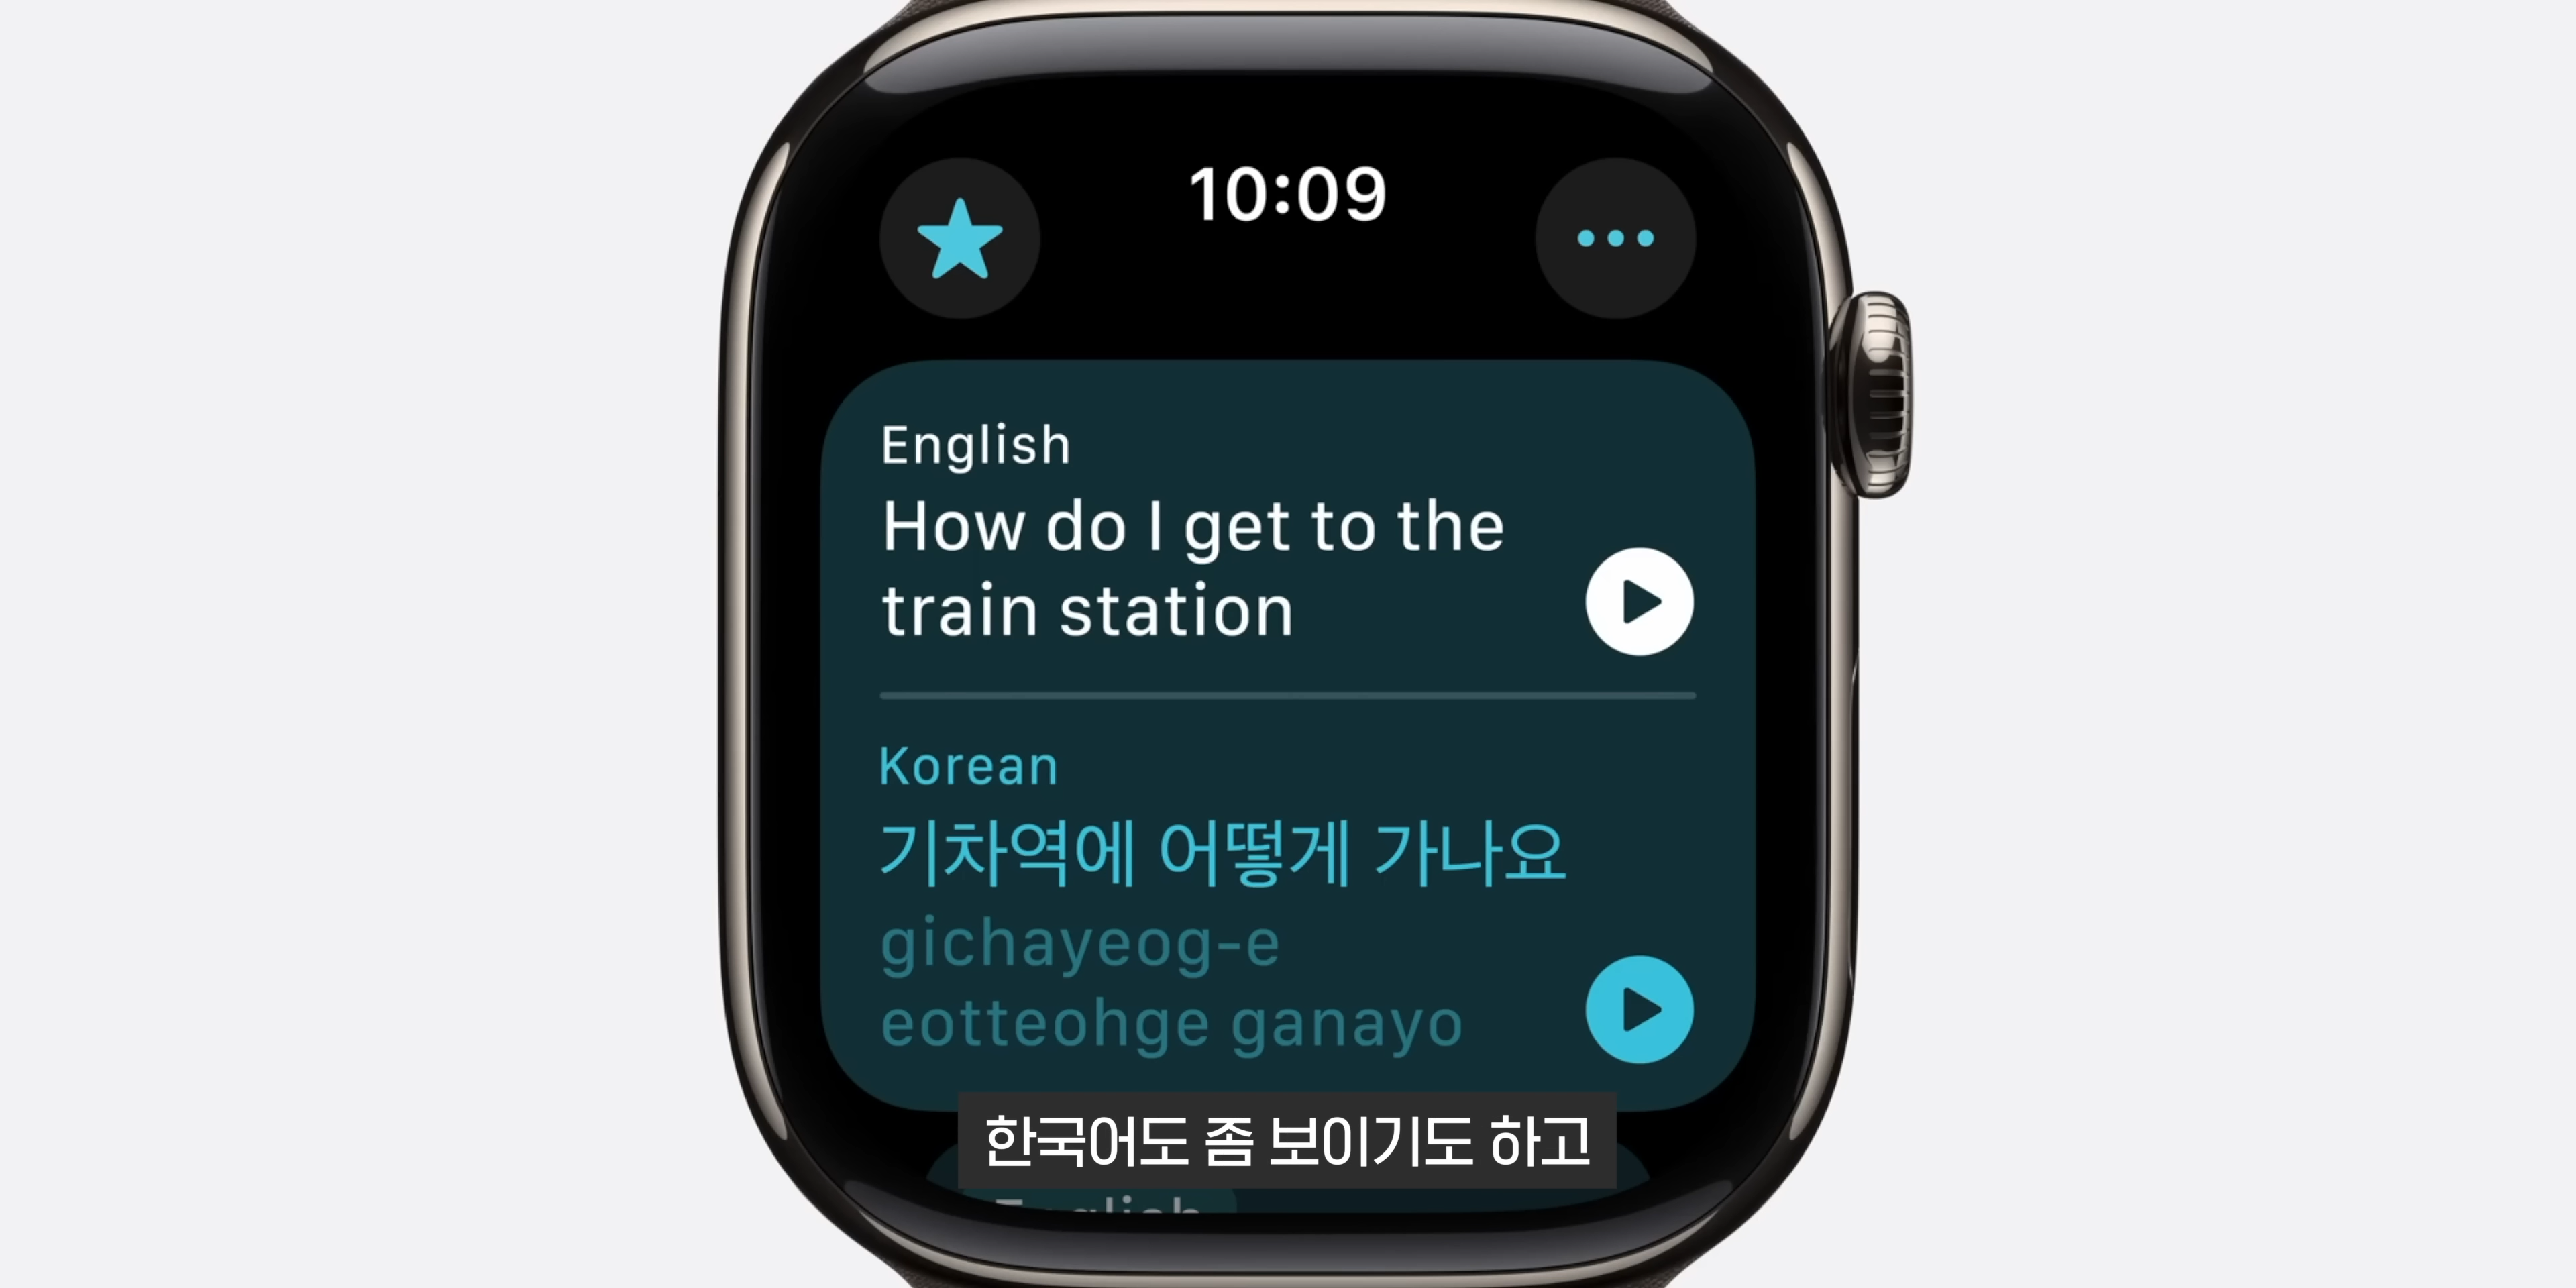 10:09
English
How do I get to the
train station
Korean
기차역에 어떻게 가나요
gichayeog-e
eotteohge ganayo
한국어도 좀 보이기도 하고
English